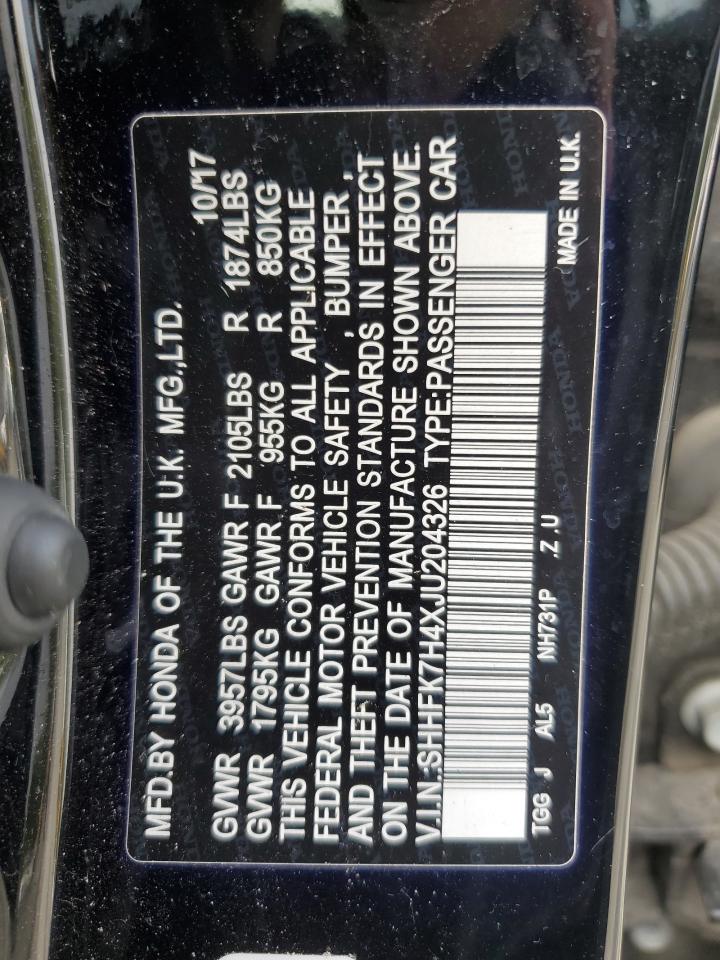 MFD.BY HONDA OF THE U.K. MFG.,LTD. 10/17
GVWR 3957LBS GAWR F 2105LBS R 1874LBS
GVWR 1795KG GAWR F 955KG R 850KG
THIS VEHICLE CONFORMS TO ALL APPLICABLE
FEDERAL MOTOR VEHICLE SAFETY , BUMPER ,
AND THEFT PREVENTION STANDARDS IN EFFECT
ON THE DATE OF MANUFACTURE SHOWN ABOVE.
V.I.N.:SHHFK7H4XJU204326 TYPE:PASSENGER CAR
TGG J AL5 NH731P .Z U MADE IN U.K.